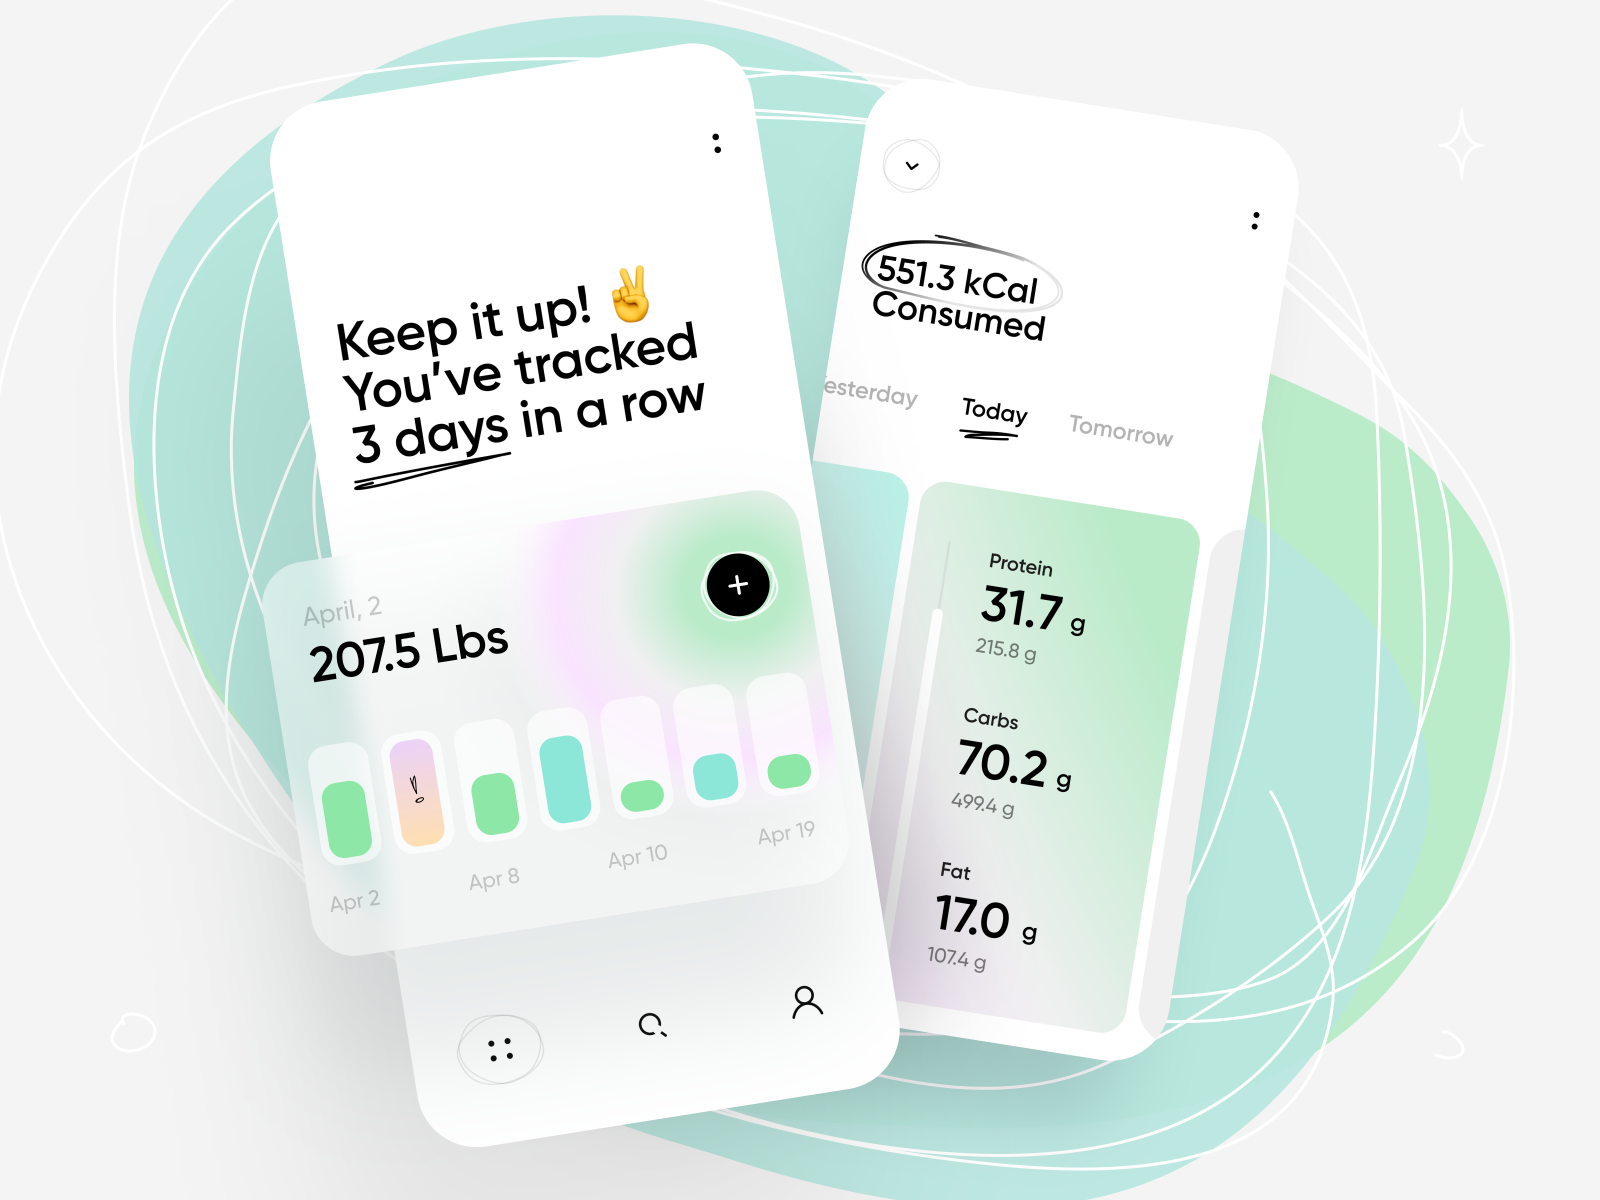 Keep it up! ✌️
You've tracked
3 days in a row
April, 2
207.5 Lbs
Apr 2
Apr 8
Apr 10
Apr 19
551.3 kCal
Consumed
esterday Today Tomorrow
Protein
31.7 g
215.8 g
Carbs
70.2 g
499.4 g
Fat
17.0 g
107.4 g